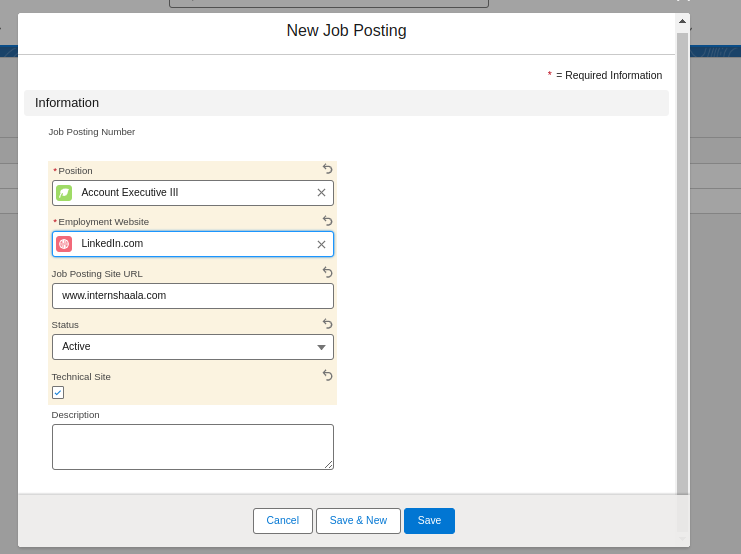 New Job Posting
* = Required Information
Information
Job Posting Number
* Position
Account Executive III
* Employment Website
LinkedIn.com
Job Posting Site URL
www.internshaala.com
Status
Active
Technical Site
Description
Cancel
Save & New
Save